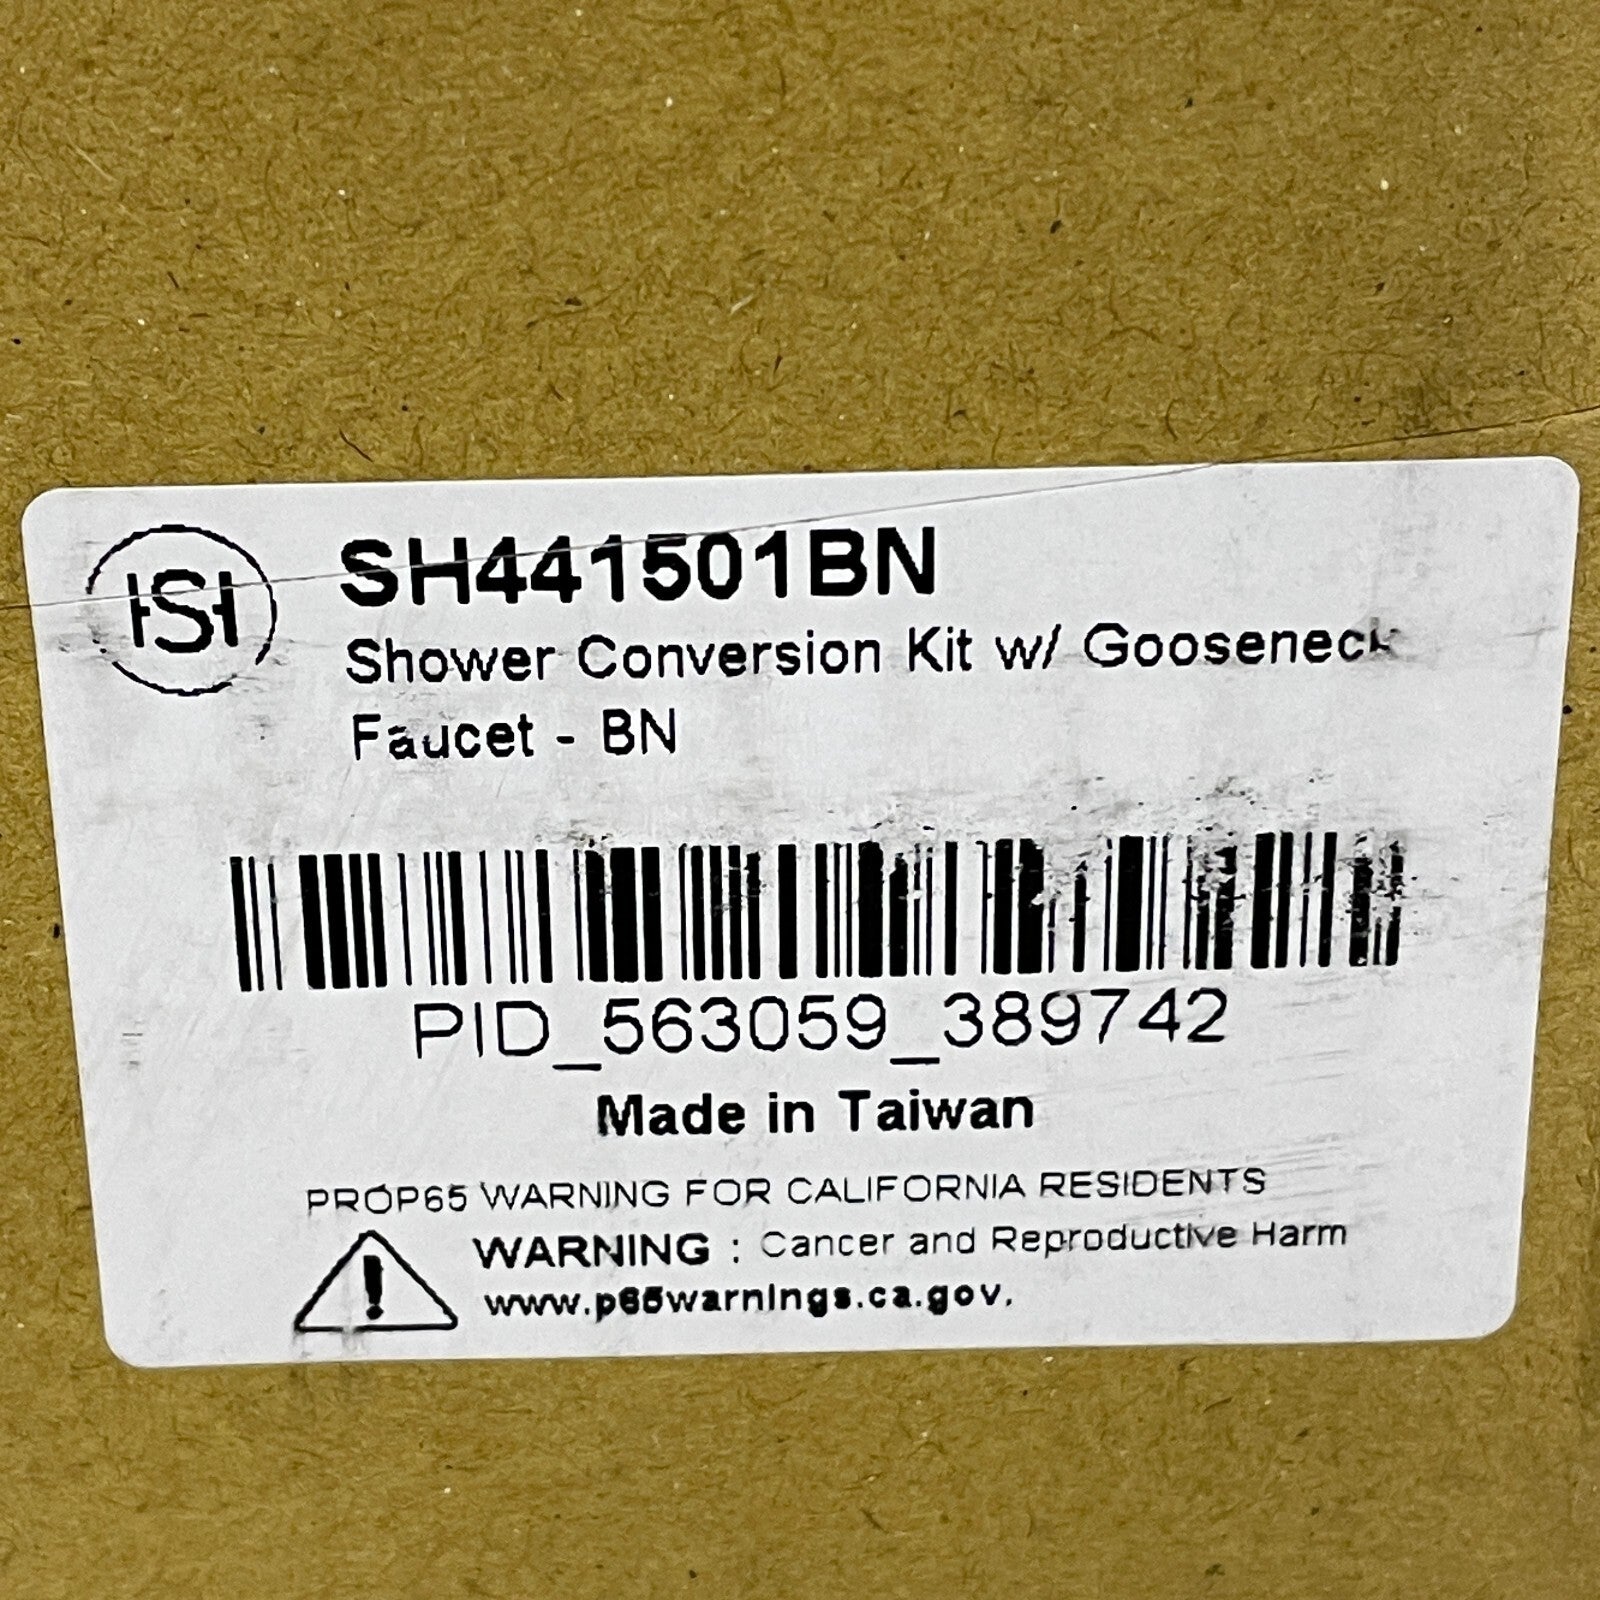 SH
SH441501BN
Shower Conversion Kit w/ Gooseneck
Faucet - BN
PID_563059_389742
Made in Taiwan
PROP65 WARNING FOR CALIFORNIA RESIDENTS
WARNING : Cancer and Reproductive Harm
www.p65warnings.ca.gov.